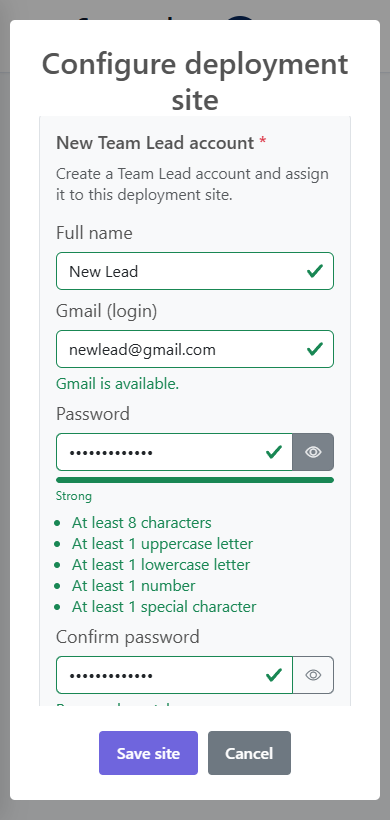 Configure deployment
site
New Team Lead account *
Create a Team Lead account and assign
it to this deployment site.
Full name
New Lead
Gmail (login)
newlead@gmail.com
Gmail is available.
Password
•••••••••••••
Strong
• At least 8 characters
• At least 1 uppercase letter
• At least 1 lowercase letter
• At least 1 number
• At least 1 special character
Confirm password
•••••••••••••
Save site
Cancel